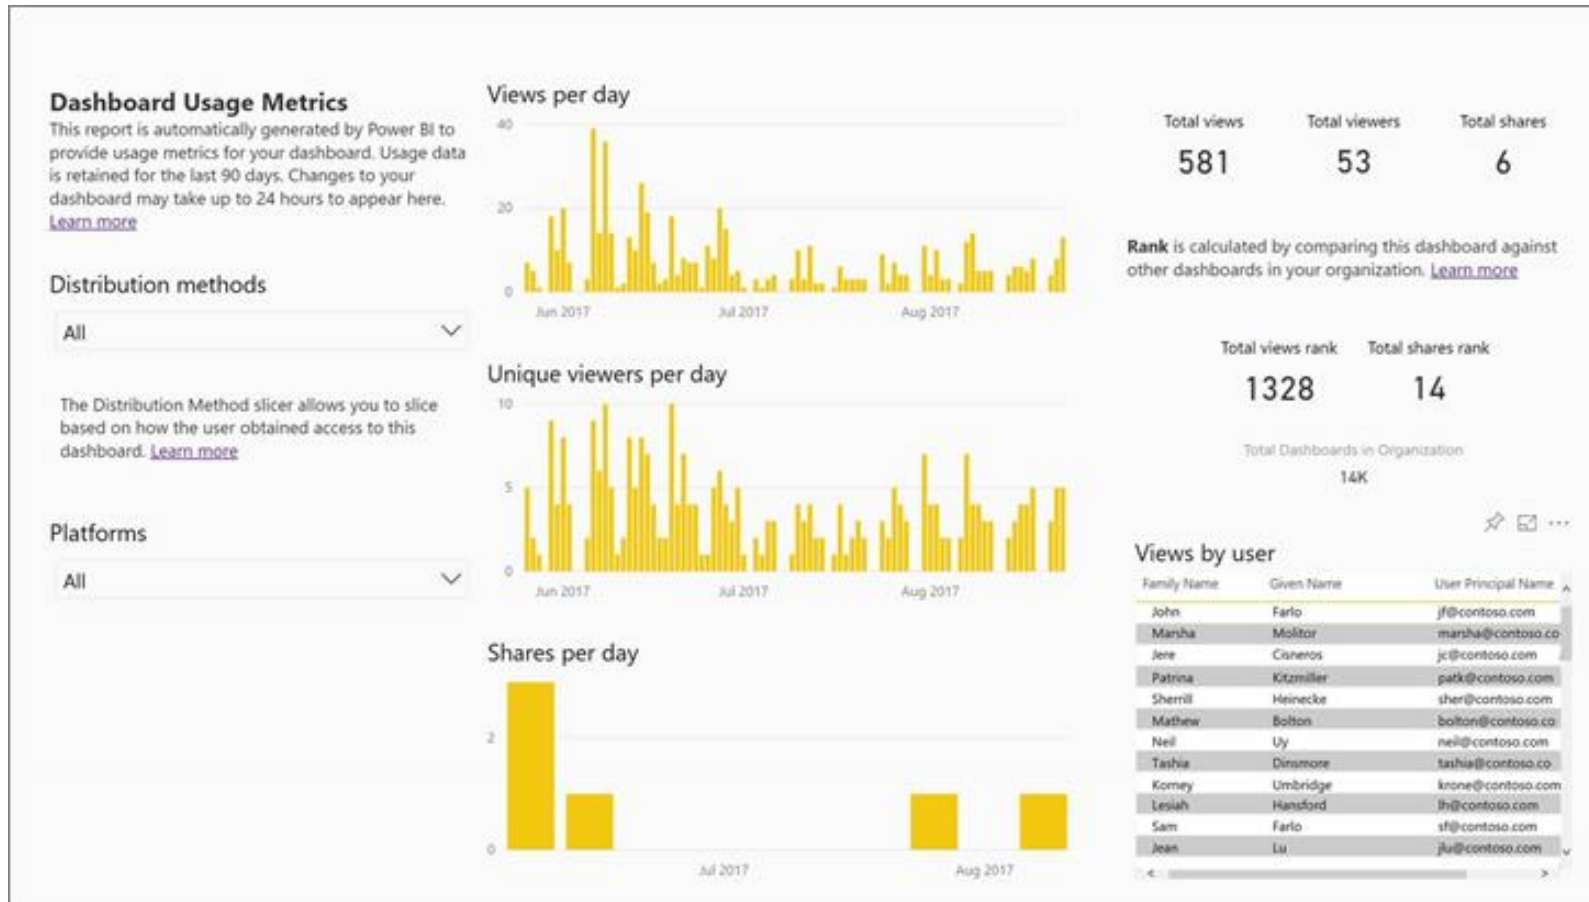 Dashboard Usage Metrics
This report is automatically generated by Power BI to
provide usage metrics for your dashboard. Usage data
is retained for the last 90 days. Changes to your
dashboard may take up to 24 hours to appear here.
Learn more
Distribution methods
All
The Distribution Method slicer allows you to slice
based on how the user obtained access to this
dashboard. Learn more
Platforms
All
Views per day
40
20
0
Jun 2017 Jul 2017 Aug 2017
Unique viewers per day
10
5
0
Jun 2017 Jul 2017 Aug 2017
Shares per day
2
0
Jul 2017 Aug 2017
Total views Total viewers Total shares
581 53 6
Rank is calculated by comparing this dashboard against
other dashboards in your organization. Learn more
Total views rank Total shares rank
1328 14
Total Dashboards in Organization
14K
Views by user
Family Name Given Name User Principal Name
John Farlo jf@contoso.com
Marsha Molitor marsha@contoso.co
Jere Cisneros jc@contoso.com
Patrina Kitzmiller patk@contoso.com
Sherrill Heinecke sher@contoso.com
Mathew Bolton bolton@contoso.co
Neil Uy neil@contoso.com
Tashia Dinsmore tashia@contoso.co
Korney Umbridge krone@contoso.com
Lesiah Hansford lh@contoso.com
Sam Farlo sf@contoso.com
Jean Lu jlu@contoso.com